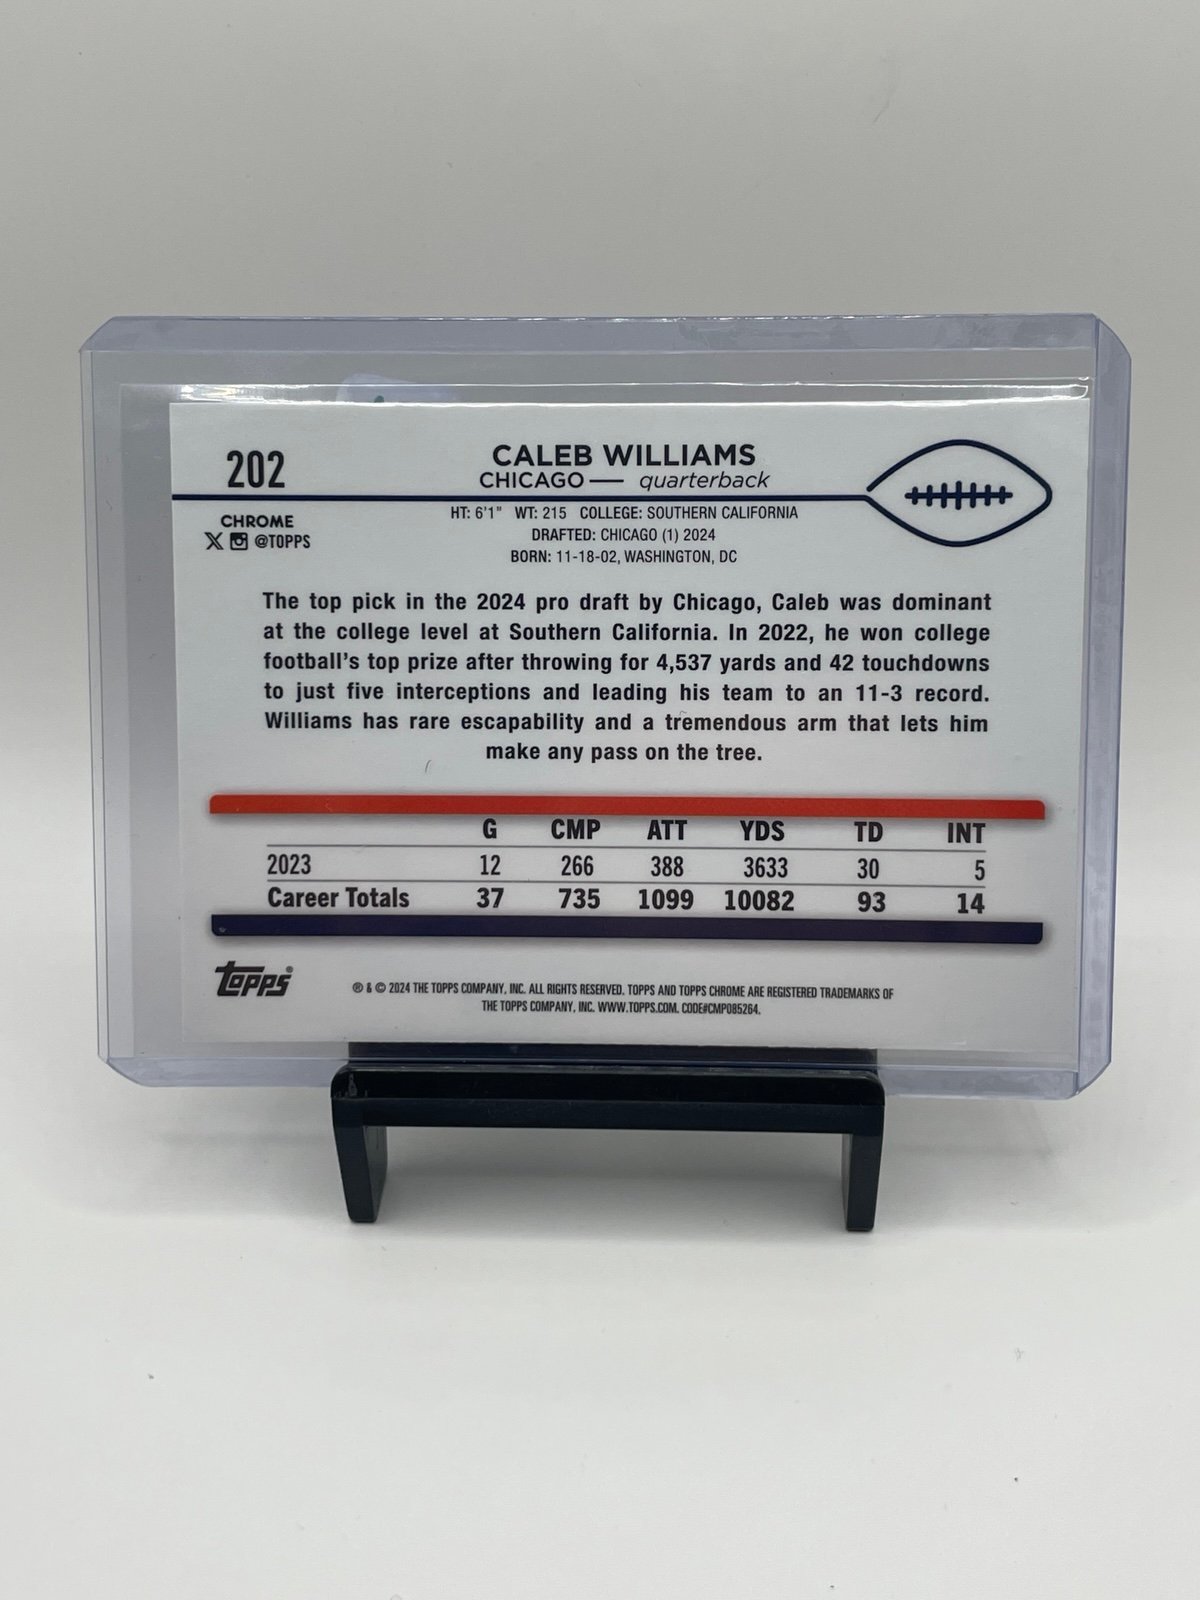 202
CALEB WILLIAMS
CHICAGO — quarterback
CHROME
@TOPPS
HT: 6'1" WT: 215 COLLEGE: SOUTHERN CALIFORNIA
DRAFTED: CHICAGO (1) 2024
BORN: 11-18-02, WASHINGTON, DC
The top pick in the 2024 pro draft by Chicago, Caleb was dominant
at the college level at Southern California. In 2022, he won college
football's top prize after throwing for 4,537 yards and 42 touchdowns
to just five interceptions and leading his team to an 11-3 record.
Williams has rare escapability and a tremendous arm that lets him
make any pass on the tree.
G CMP ATT YDS TD INT
2023 12 266 388 3633 30 5
Career Totals 37 735 1099 10082 93 14
Topps®
® & © 2024 THE TOPPS COMPANY, INC. ALL RIGHTS RESERVED. TOPPS AND TOPPS CHROME ARE REGISTERED TRADEMARKS OF
THE TOPPS COMPANY, INC. WWW.TOPPS.COM. CODE#CMP085264.